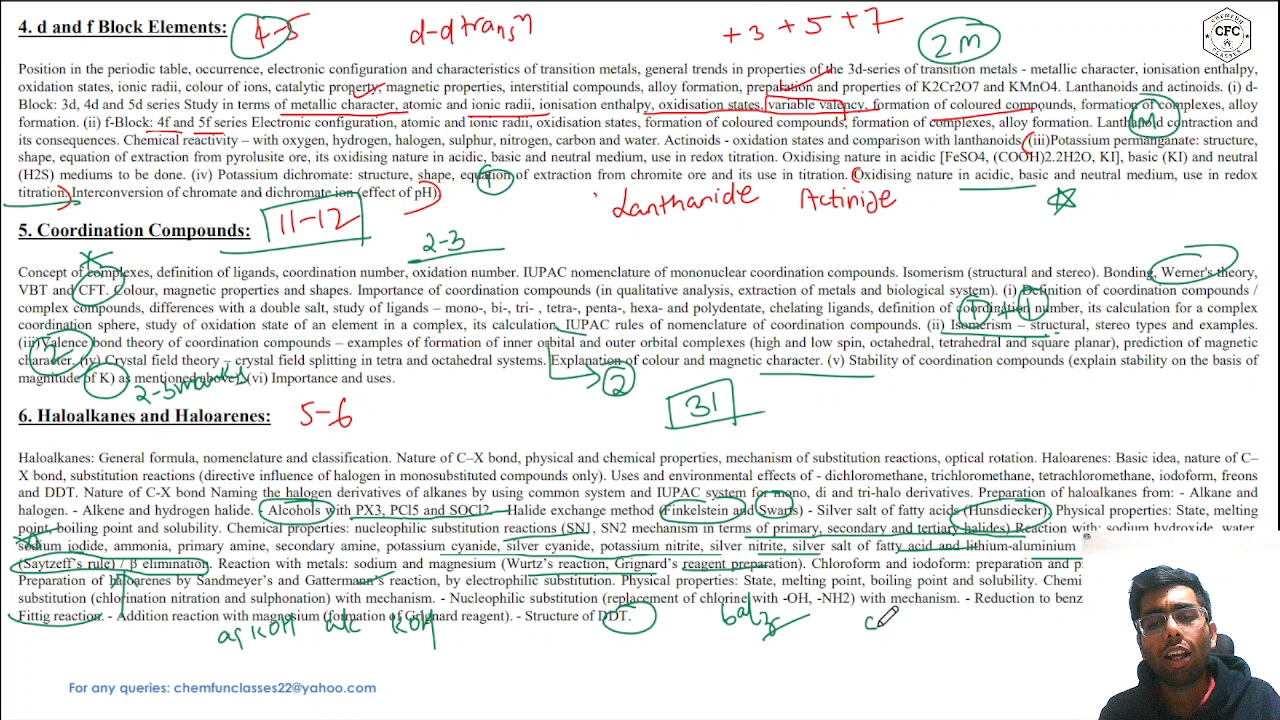 4. d and f Block Elements: 4-5 d-d transn +3 +5 +7
2M
CHEMFUN
CFC
CLASSES
Position in the periodic table, occurrence, electronic configuration and characteristics of transition metals, general trends in properties of the 3d-series of transition metals - metallic character, ionisation enthalpy,
oxidation states, ionic radii, colour of ions, catalytic property, magnetic properties, interstitial compounds, alloy formation, preparation and properties of K2Cr2O7 and KMnO4. Lanthanoids and actinoids. (i) d-
Block: 3d, 4d and 5d series Study in terms of metallic character, atomic and ionic radii, ionisation enthalpy, oxidisation states, variable valency, formation of coloured compounds, formation of complexes, alloy
formation. (ii) f-Block: 4f and 5f series Electronic configuration, atomic and ionic radii, oxidisation states, formation of coloured compounds, formation of complexes, alloy formation. Lanthanoid contraction and
its consequences. Chemical reactivity – with oxygen, hydrogen, halogen, sulphur, nitrogen, carbon and water. Actinoids - oxidation states and comparison with lanthanoids.(iii)Potassium permanganate: structure,
shape, equation of extraction from pyrolusite ore, its oxidising nature in acidic, basic and neutral medium, use in redox titration. Oxidising nature in acidic [FeSO4, (COOH)2.2H2O, KI], basic (KI) and neutral
(H2S) mediums to be done. (iv) Potassium dichromate: structure, shape, equation of extraction from chromite ore and its use in titration. Oxidising nature in acidic, basic and neutral medium, use in redox
titration. Interconversion of chromate and dichromate ion (effect of pH).
Lanthanide Actinide
5. Coordination Compounds: 11-12
2-3
Concept of complexes, definition of ligands, coordination number, oxidation number. IUPAC nomenclature of mononuclear coordination compounds. Isomerism (structural and stereo). Bonding, Werner's theory,
VBT and CFT. Colour, magnetic properties and shapes. Importance of coordination compounds (in qualitative analysis, extraction of metals and biological system). (i) Definition of coordination compounds /
complex compounds, differences with a double salt, study of ligands – mono-, bi-, tri- , tetra-, penta-, hexa- and polydentate, chelating ligands, definition of coordination number, its calculation for a complex
coordination sphere, study of oxidation state of an element in a complex, its calculation, IUPAC rules of nomenclature of coordination compounds. (ii) Isomerism – structural, stereo types and examples.
(iii)Valence bond theory of coordination compounds – examples of formation of inner orbital and outer orbital complexes (high and low spin, octahedral, tetrahedral and square planar), prediction of magnetic
character. (iv) Crystal field theory – crystal field splitting in tetra and octahedral systems. Explanation of colour and magnetic character. (v) Stability of coordination compounds (explain stability on the basis of
magnitude of K) as mentioned above. (vi) Importance and uses.
2-3 marks
2
6. Haloalkanes and Haloarenes: 5-6
31
Haloalkanes: General formula, nomenclature and classification. Nature of C–X bond, physical and chemical properties, mechanism of substitution reactions, optical rotation. Haloarenes: Basic idea, nature of C–
X bond, substitution reactions (directive influence of halogen in monosubstituted compounds only). Uses and environmental effects of - dichloromethane, trichloromethane, tetrachloromethane, iodoform, freons
and DDT. Nature of C-X bond Naming the halogen derivatives of alkanes by using common system and IUPAC system for mono, di and tri-halo derivatives. Preparation of haloalkanes from: - Alkane and
halogen. - Alkene and hydrogen halide. - Alcohols with PX3, PCl5 and SOCl2. - Halide exchange method (Finkelstein and Swarts) - Silver salt of fatty acids (Hunsdiecker). Physical properties: State, melting
point, boiling point and solubility. Chemical properties: nucleophilic substitution reactions (SN1, SN2 mechanism in terms of primary, secondary and tertiary halides) Reaction with: sodium hydroxide, water,
sodium iodide, ammonia, primary amine, secondary amine, potassium cyanide, silver cyanide, potassium nitrite, silver nitrite, silver salt of fatty acid and lithium-aluminium
(Saytzeff's rule) / β elimination). Reaction with metals: sodium and magnesium (Wurtz's reaction, Grignard's reagent preparation). Chloroform and iodoform: preparation and p
Preparation of haloarenes by Sandmeyer's and Gattermann's reaction, by electrophilic substitution. Physical properties: State, melting point, boiling point and solubility. Chemi
substitution (chlorination nitration and sulphonation) with mechanism. - Nucleophilic substitution (replacement of chlorine with -OH, -NH2) with mechanism. - Reduction to benz
Fittig reaction. - Addition reaction with magnesium (formation of Grignard reagent). - Structure of DDT.
aq KOH alc KOH
For any queries: chemfunclasses22@yahoo.com